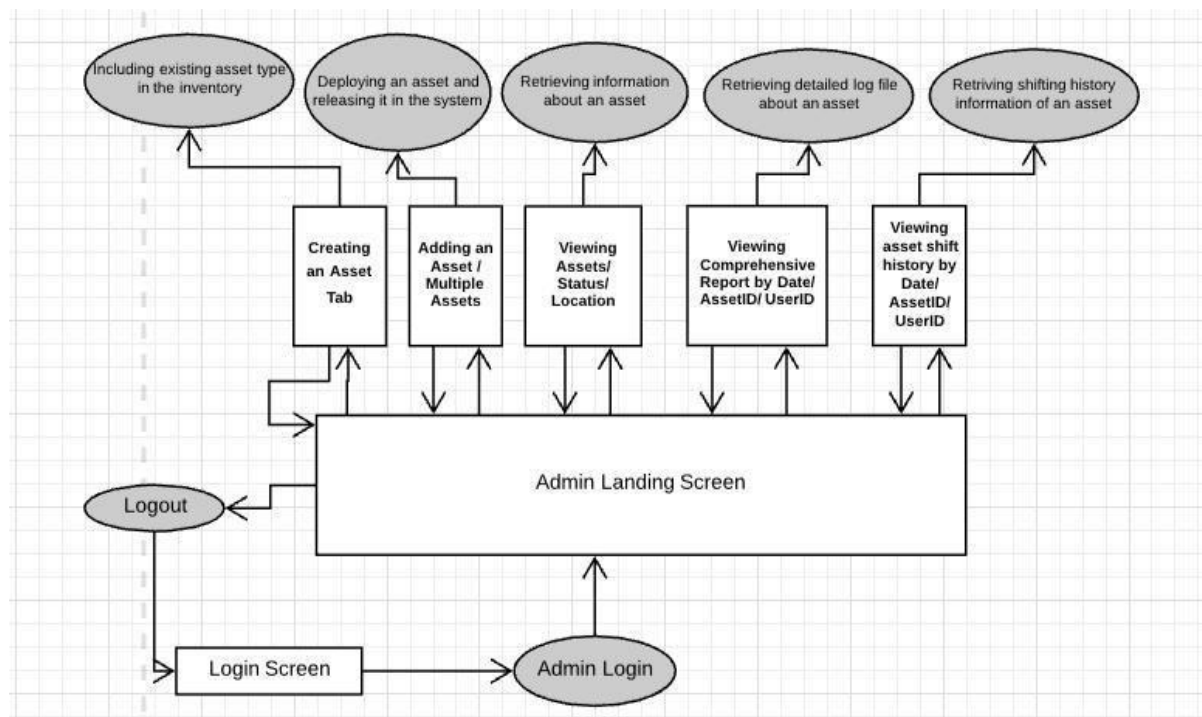 Including existing asset type
in the inventory
Deploying an asset and
releasing it in the system
Retrieving information
about an asset
Retrieving detailed log file
about an asset
Retriving shifting history
information of an asset
Creating
an Asset
Tab
Adding an
Asset /
Multiple
Assets
Viewing
Assets/
Status/
Location
Viewing
Comprehensive
Report by Date/
AssetID/ UserID
Viewing
asset shift
history by
Date/
AssetID/
UserID
Admin Landing Screen
Logout
Login Screen
Admin Login